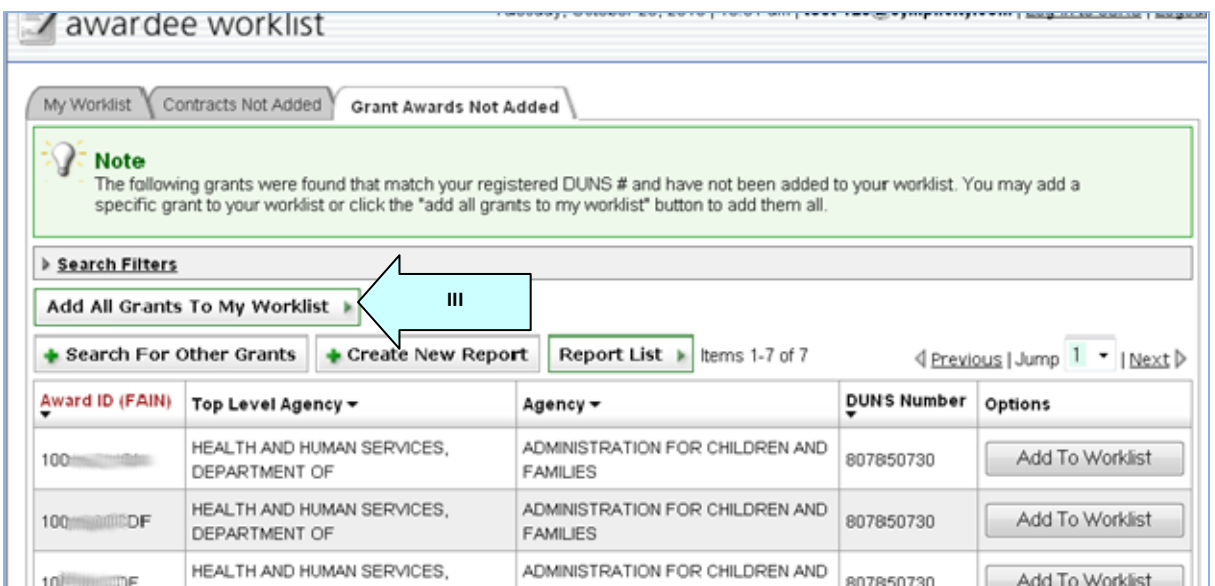 awardee worklist
My Worklist Contracts Not Added Grant Awards Not Added
Note
The following grants were found that match your registered DUNS # and have not been added to your worklist. You may add a
specific grant to your worklist or click the "add all grants to my worklist" button to add them all.
Search Filters
Add All Grants To My Worklist
III
Search For Other Grants Create New Report Report List Items 1-7 of 7 Previous | Jump 1 | Next
Award ID (FAIN) Top Level Agency Agency DUNS Number Options
100 HEALTH AND HUMAN SERVICES, DEPARTMENT OF ADMINISTRATION FOR CHILDREN AND FAMILIES 807850730 Add To Worklist
100 DF HEALTH AND HUMAN SERVICES, DEPARTMENT OF ADMINISTRATION FOR CHILDREN AND FAMILIES 807850730 Add To Worklist
HEALTH AND HUMAN SERVICES, ADMINISTRATION FOR CHILDREN AND 807850730 Add To Worklist